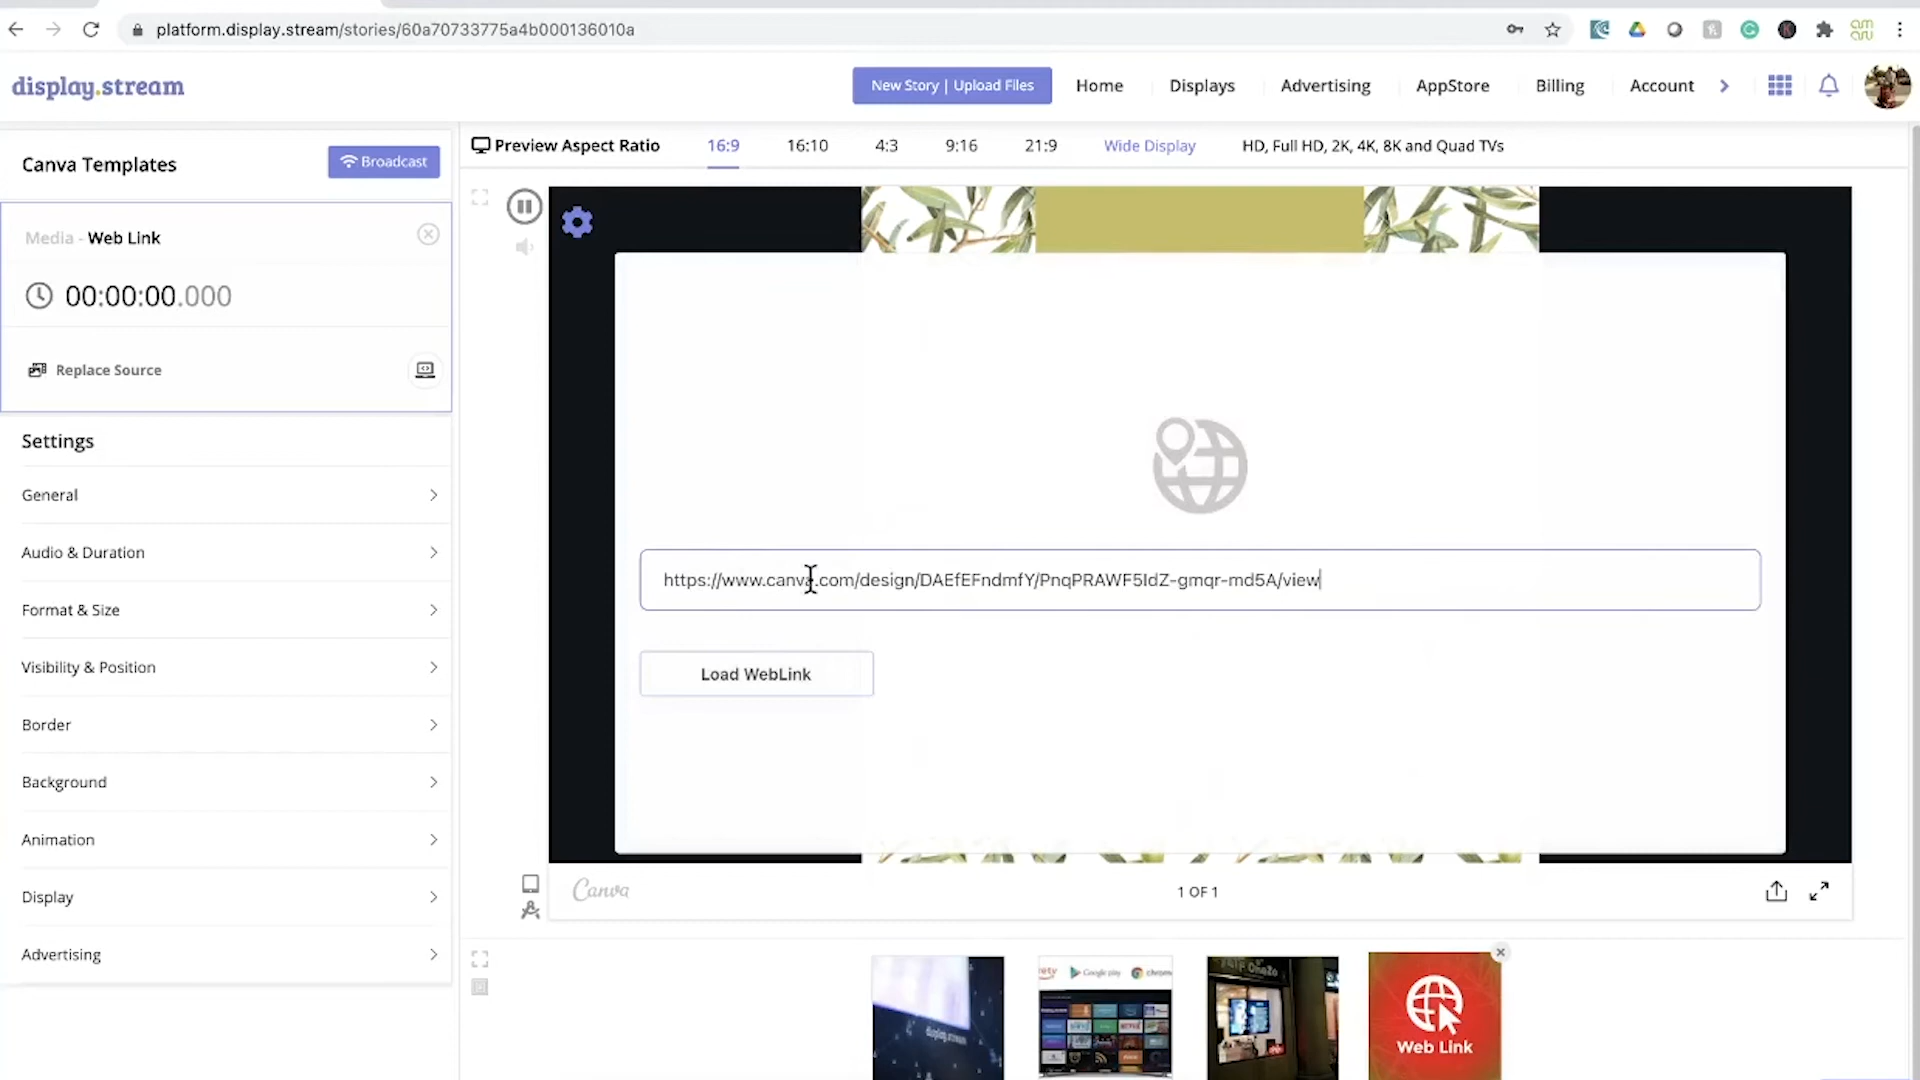 platform.display.stream/stories/60a70733775a4b000136010a
display.stream
New Story | Upload Files
Home
Displays
Advertising
AppStore
Billing
Account
Canva Templates
Broadcast
Preview Aspect Ratio
16:9
16:10
4:3
9:16
21:9
Wide Display
HD, Full HD, 2K, 4K, 8K and Quad TVs
Media - Web Link
00:00:00.000
Replace Source
Settings
General
Audio & Duration
Format & Size
Visibility & Position
Border
Background
Animation
Display
Advertising
https://www.canva.com/design/DAEfEFndmfY/PnqPRAWF5IdZ-gmqr-md5A/view
Load WebLink
Canva
1 OF 1
display.stream
Google play
Web Link